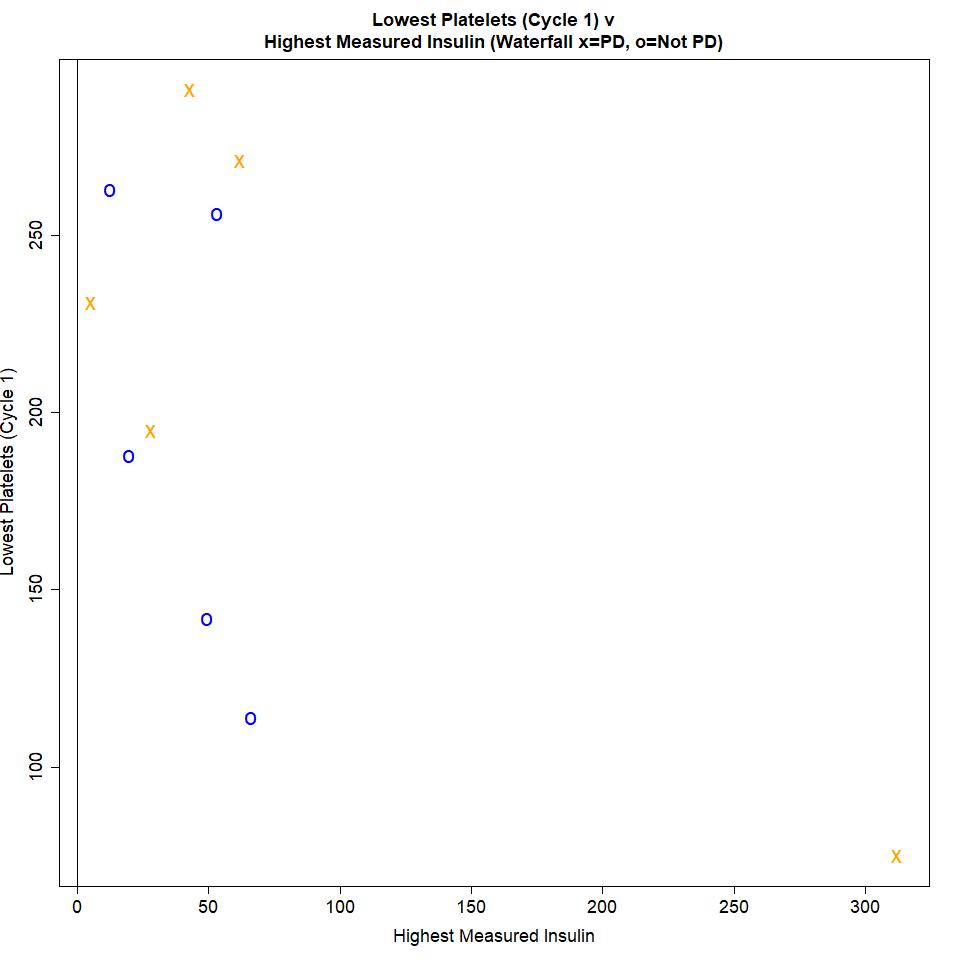 Lowest Platelets (Cycle 1) v
Highest Measured Insulin (Waterfall x=PD, o=Not PD)
Lowest Platelets (Cycle 1)
250
200
150
100
X
X
O
O
X
X
O
O
O
X
0 50 100 150 200 250 300
Highest Measured Insulin